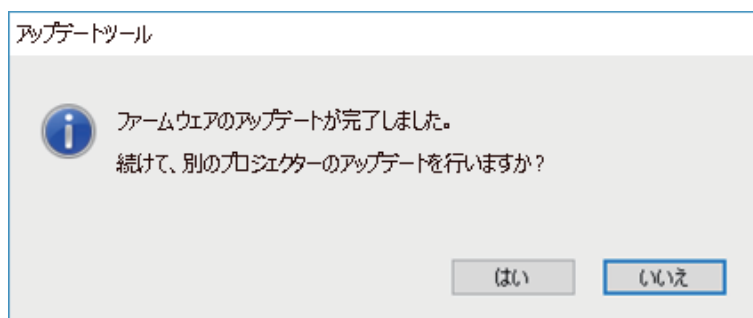 アップデートツール
ファームウェアのアップデートが完了しました。
続けて、別のプロジェクターのアップデートを行いますか？
はい
いいえ